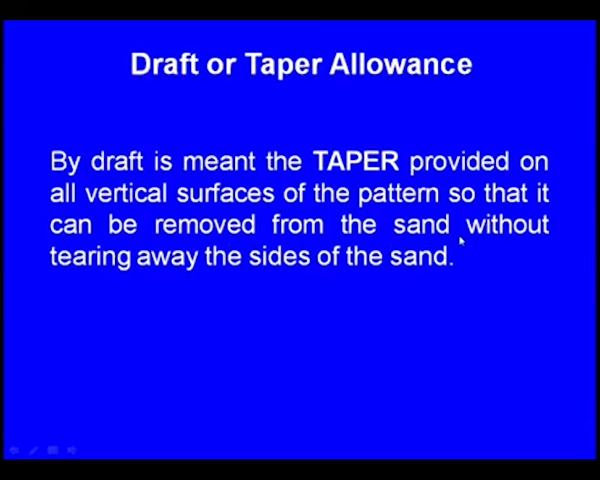 Draft or Taper Allowance
By draft is meant the TAPER provided on
all vertical surfaces of the pattern so that it
can be removed from the sand without
tearing away the sides of the sand.